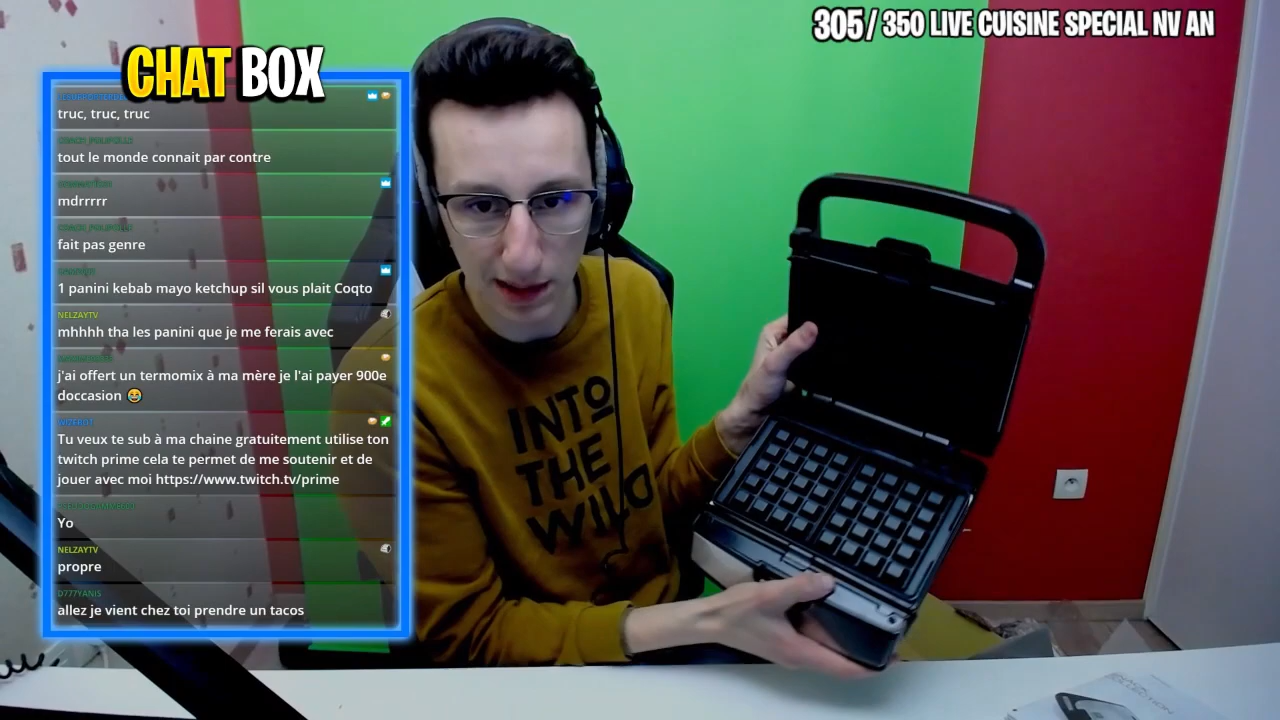 305/ 350 LIVE CUISINE SPECIAL NV AN
CHAT BOX
truc, truc, truc
tout le monde connait par contre
mdrrrrr
fait pas genre
1 panini kebab mayo ketchup sil vous plait Coqto
NELZAYTV
mhhhh tha les panini que je me ferais avec
j'ai offert un termomix à ma mère je l'ai payer 900e
doccasion 😂
WIZEBOT
Tu veux te sub à ma chaine gratuitement utilise ton
twitch prime cela te permet de me soutenir et de
jouer avec moi https://www.twitch.tv/prime
Yo
NELZAYTV
propre
D777YANIS
allez je vient chez toi prendre un tacos
INTO
THE
WILD